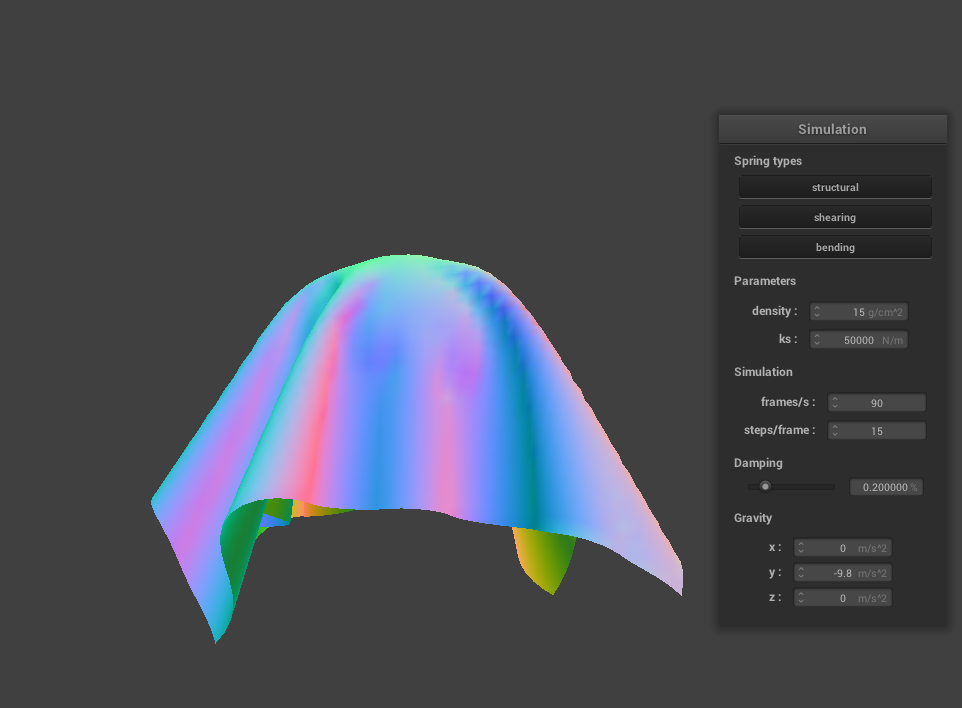 Simulation
Spring types
structural
shearing
bending
Parameters
density : 15 g/cm^2
ks : 50000 N/m
Simulation
frames/s : 90
steps/frame : 15
Damping
0.200000 %
Gravity
x : 0 m/s^2
y : -9.8 m/s^2
z : 0 m/s^2